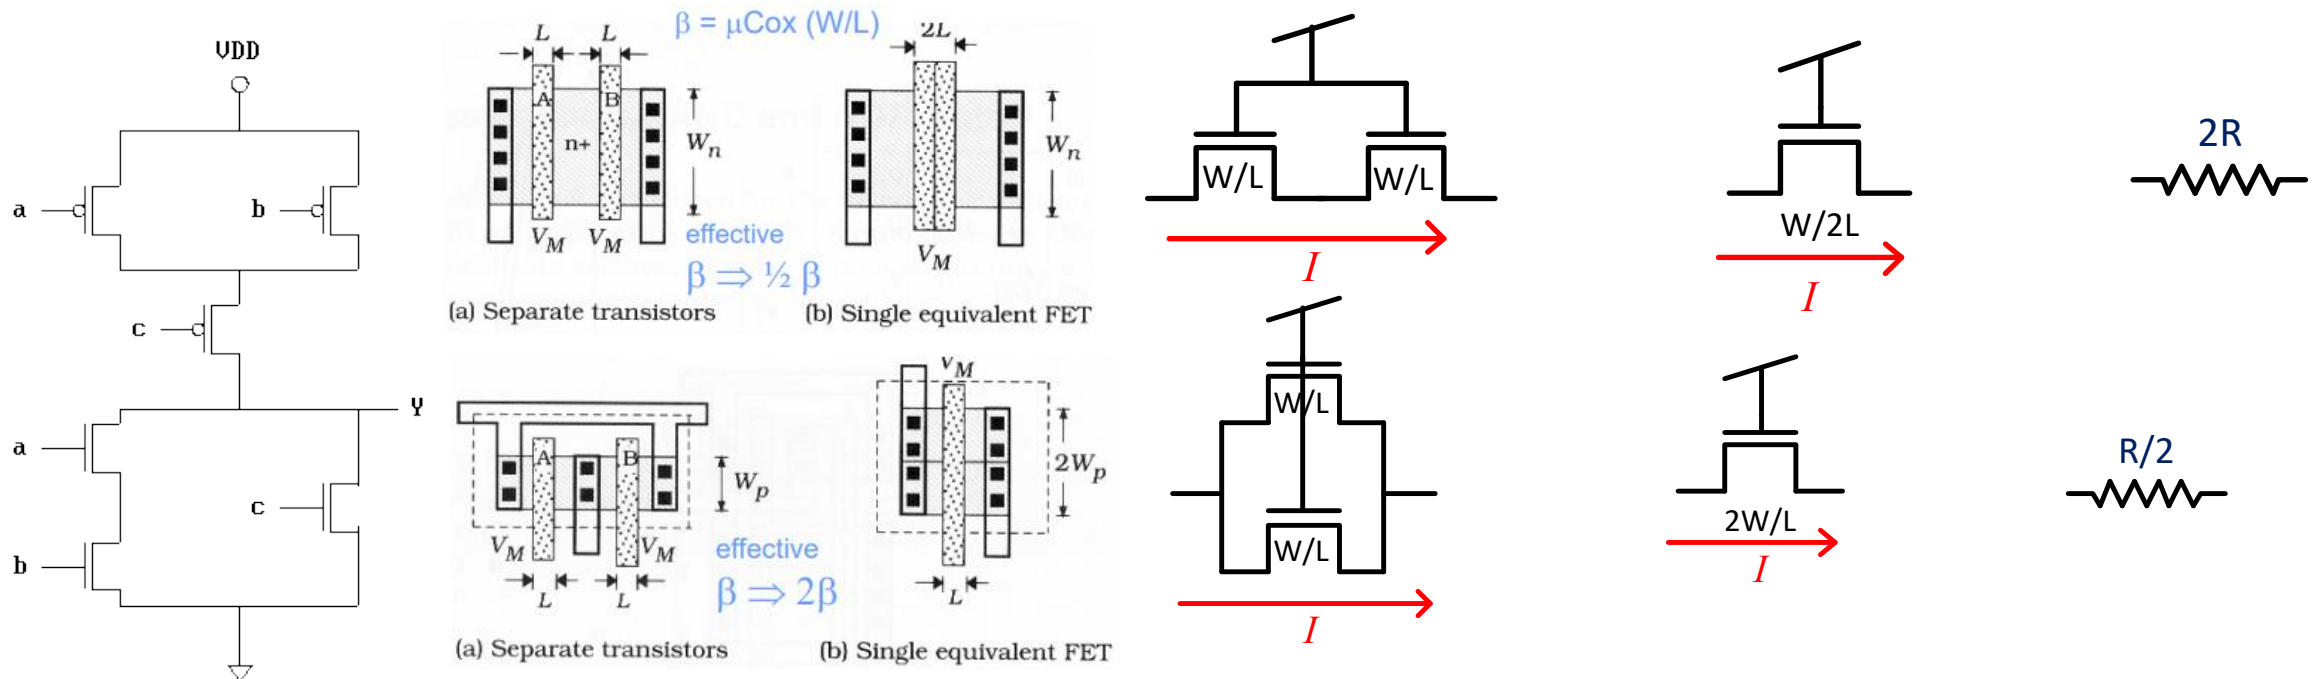 VDD
a
b
c
Y
a
c
b
β = μCox (W/L)
L
L
A
B
n+
Wn
VM
VM
effective
β ⇒ ½ β
(a) Separate transistors
2L
Wn
VM
(b) Single equivalent FET
A
B
Wp
VM
VM
L
L
effective
β ⇒ 2β
(a) Separate transistors
VM
2Wp
L
(b) Single equivalent FET
W/L
W/L
I
W/2L
I
2R
W/L
W/L
I
2W/L
I
R/2